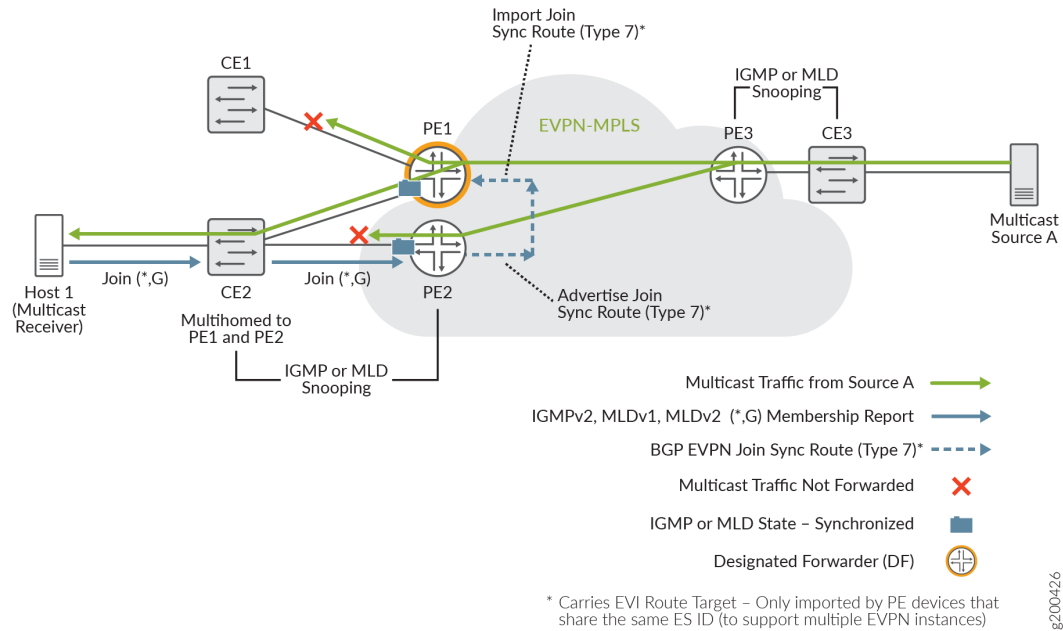 Import Join
Sync Route (Type 7)*
CE1
IGMP or MLD
Snooping
PE1
EVPN-MPLS
PE3
CE3
Multicast
Source A
Join (*,G)
Join (*,G)
Host 1
(Multicast
Receiver)
CE2
PE2
Advertise Join
Sync Route (Type 7)*
Multihomed to
PE1 and PE2
IGMP or MLD
Snooping
Multicast Traffic from Source A
IGMPv2, MLDv1, MLDv2 (*,G) Membership Report
BGP EVPN Join Sync Route (Type 7)*
Multicast Traffic Not Forwarded
IGMP or MLD State – Synchronized
Designated Forwarder (DF)
* Carries EVI Route Target – Only imported by PE devices that
share the same ES ID (to support multiple EVPN instances)
g200426